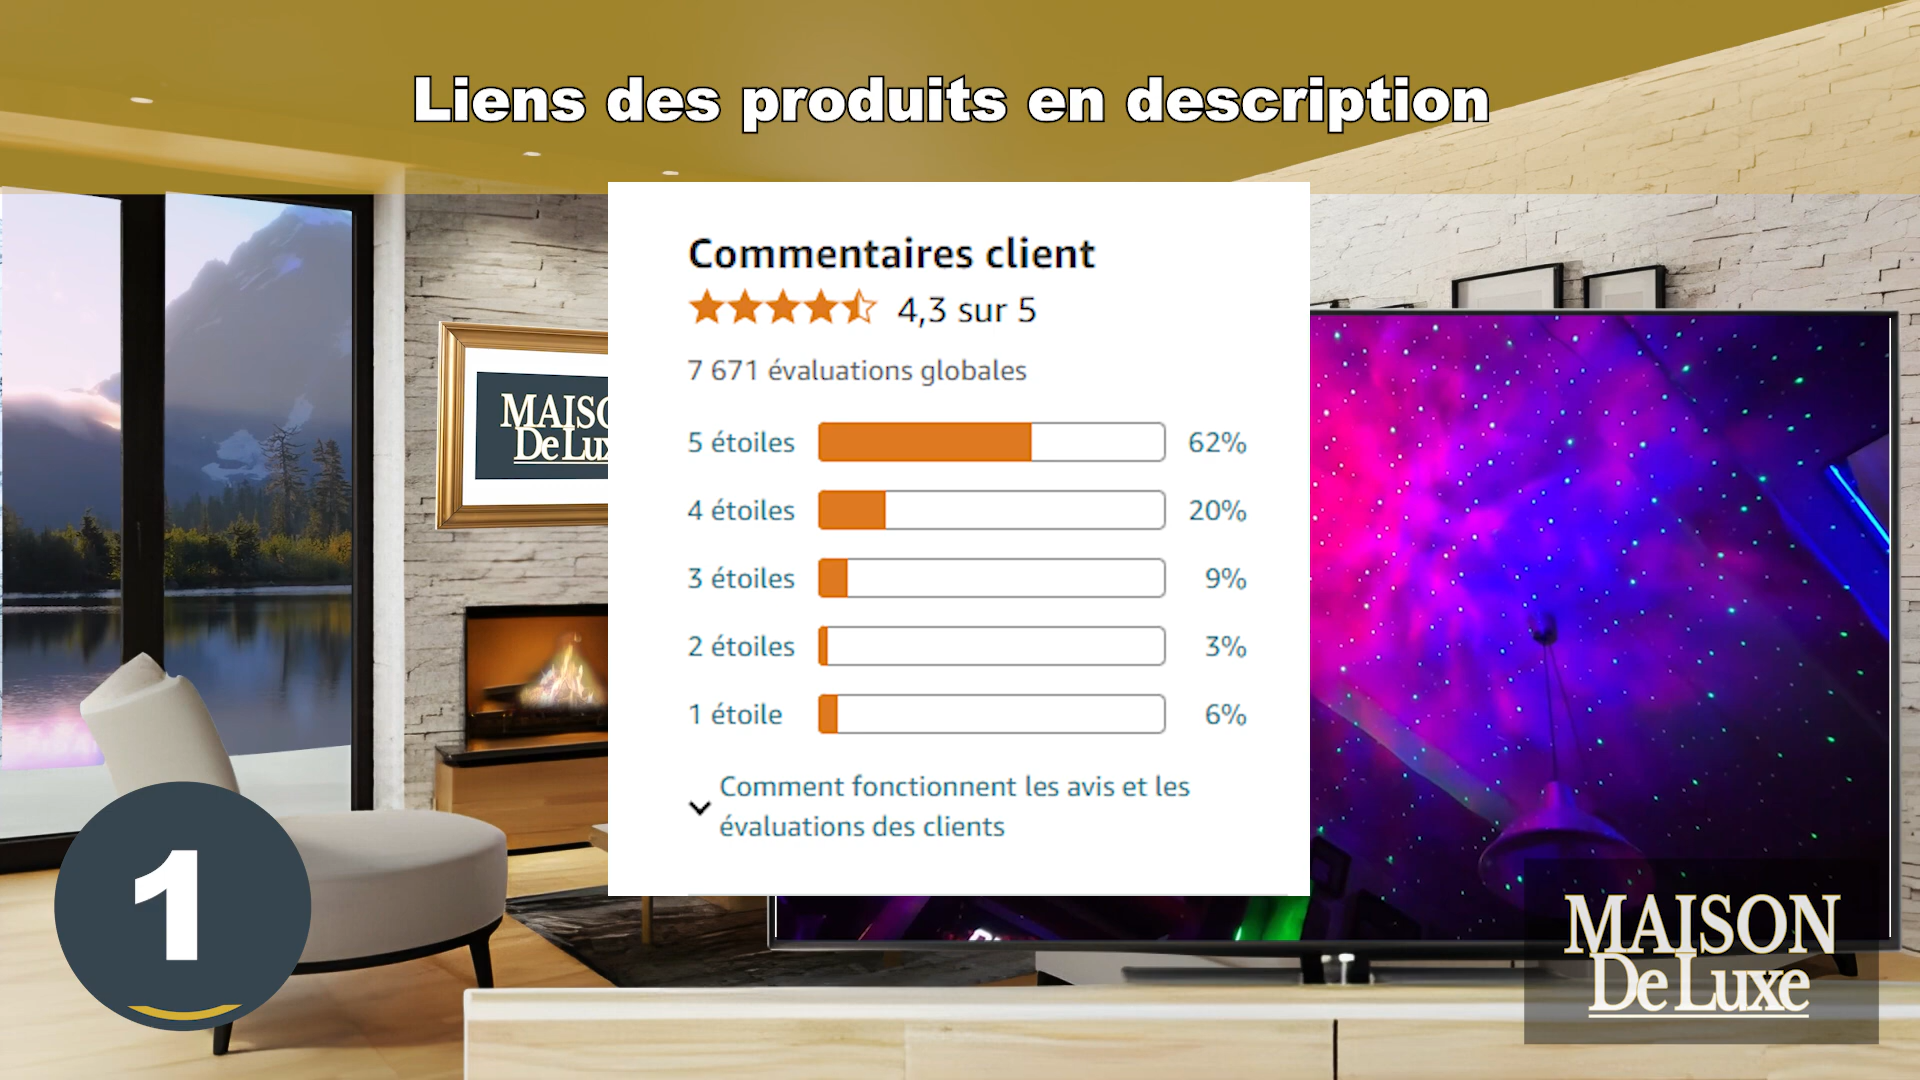 Liens des produits en description
Commentaires client
4,3 sur 5
7 671 évaluations globales
5 étoiles 62%
4 étoiles 20%
3 étoiles 9%
2 étoiles 3%
1 étoile 6%
Comment fonctionnent les avis et les
évaluations des clients
1
MAISON
De Luxe